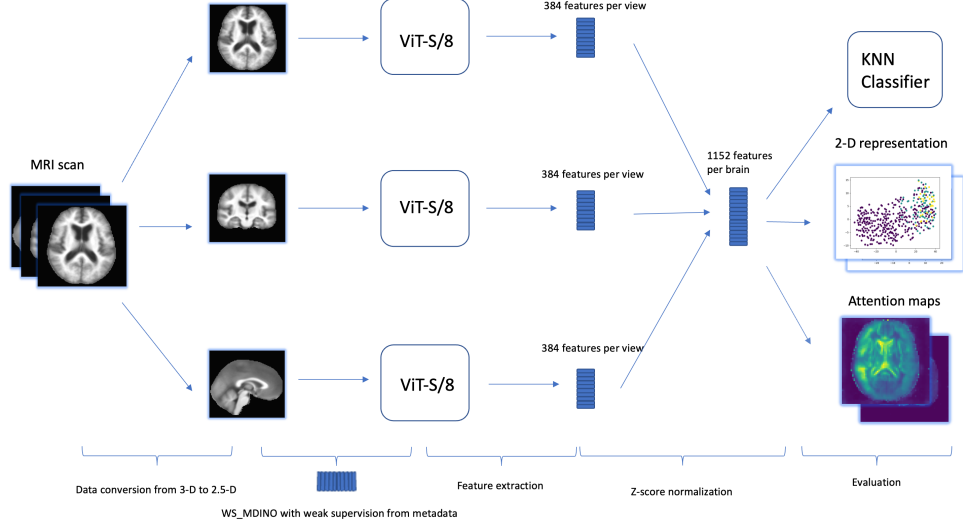 384 features per view
ViT-S/8
KNN
Classifier
MRI scan
2-D representation
1152 features
per brain
384 features per view
ViT-S/8
Attention maps
384 features per view
ViT-S/8
Data conversion from 3-D to 2.5-D
WS_MDINO with weak supervision from metadata
Feature extraction
Z-score normalization
Evaluation